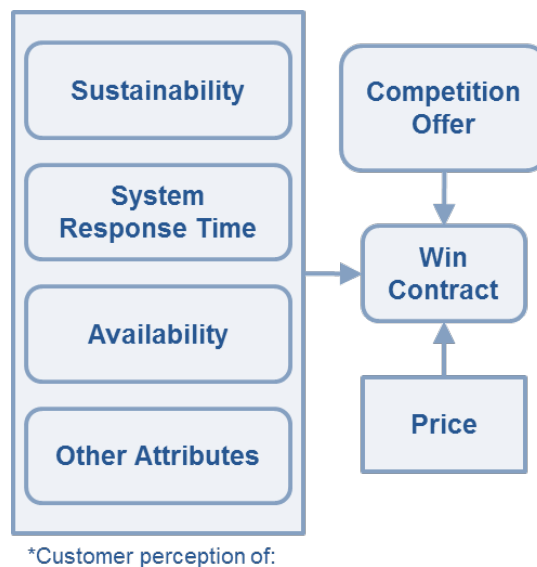 Sustainability
System
Response Time
Availability
Other Attributes
*Customer perception of:
Competition
Offer
Win
Contract
Price